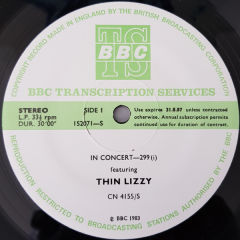 COPYRIGHT RECORD MADE IN ENGLAND BY THE BRITISH BROADCASTING CORPORATION.
TS
BBC
TS
BBC TRANSCRIPTION SERVICES
STEREO
L.P. 33⅓ rpm
DUR. 30'00"
SIDE 1
152071—S
Use expires 31.8.87 unless contracted
otherwise. Annual subscription permits
continued use for duration of contract.
IN CONCERT—299 (i)
featuring
THIN LIZZY
CN 4155/S
© BBC 1983
REPRODUCTION RESTRICTED TO BROADCASTING STATIONS AUTHORISED BY THE BBC